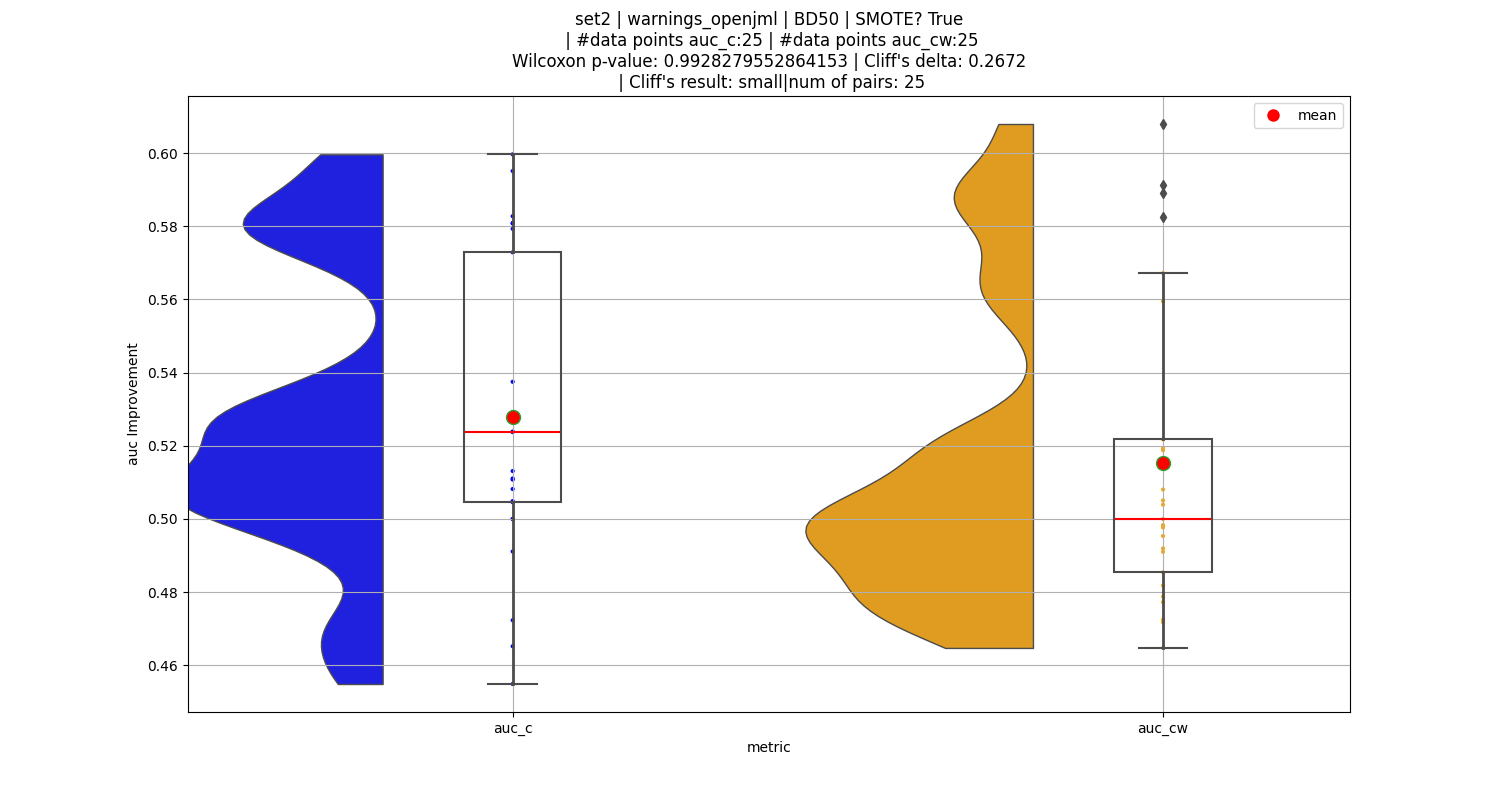 set2 | warnings_openjml | BD50 | SMOTE? True
| #data points auc_c:25 | #data points auc_cw:25
Wilcoxon p-value: 0.9928279552864153 | Cliff's delta: 0.2672
| Cliff's result: small|num of pairs: 25
mean
0.60
0.58
0.56
0.54
0.52
0.50
0.48
0.46
auc Improvement
auc_c
auc_cw
metric